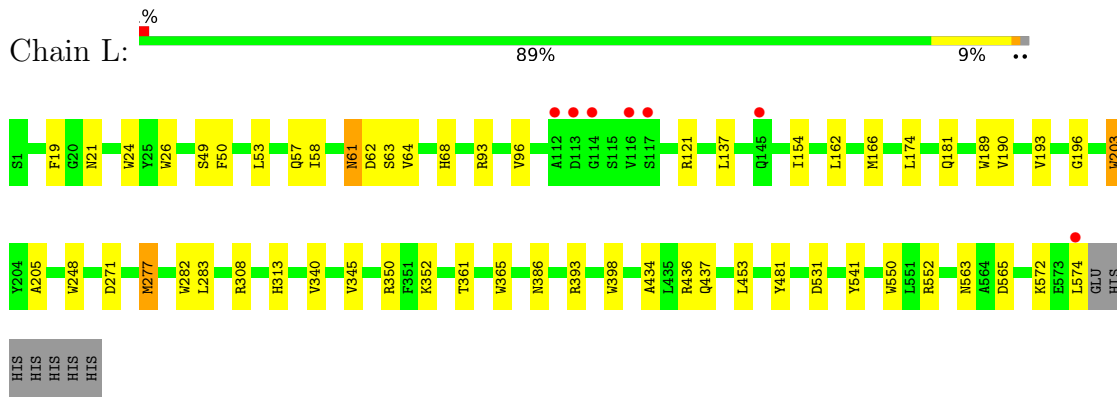 .%
Chain L:
89% 9% ••
S1 F19 G20 N21 W24 Y25 W26 S49 F50 L53 Q57 I58 N61 D62 S63 V64 H68 R93 V96 A112 D113 G114 S115 V116 S117 R121 L137 Q145 I154 L162 M166 L174 Q181 W189 V190 V193 G196 W203
Y204 A205 W248 D271 M277 W282 L283 R308 H313 V340 V345 R350 F351 K352 T361 W365 N386 R393 W398 A434 L435 R436 Q437 L453 Y481 D531 Y541 W550 L551 R552 N563 A564 D565 K572 E573 L574 GLU HIS
HIS HIS HIS HIS HIS